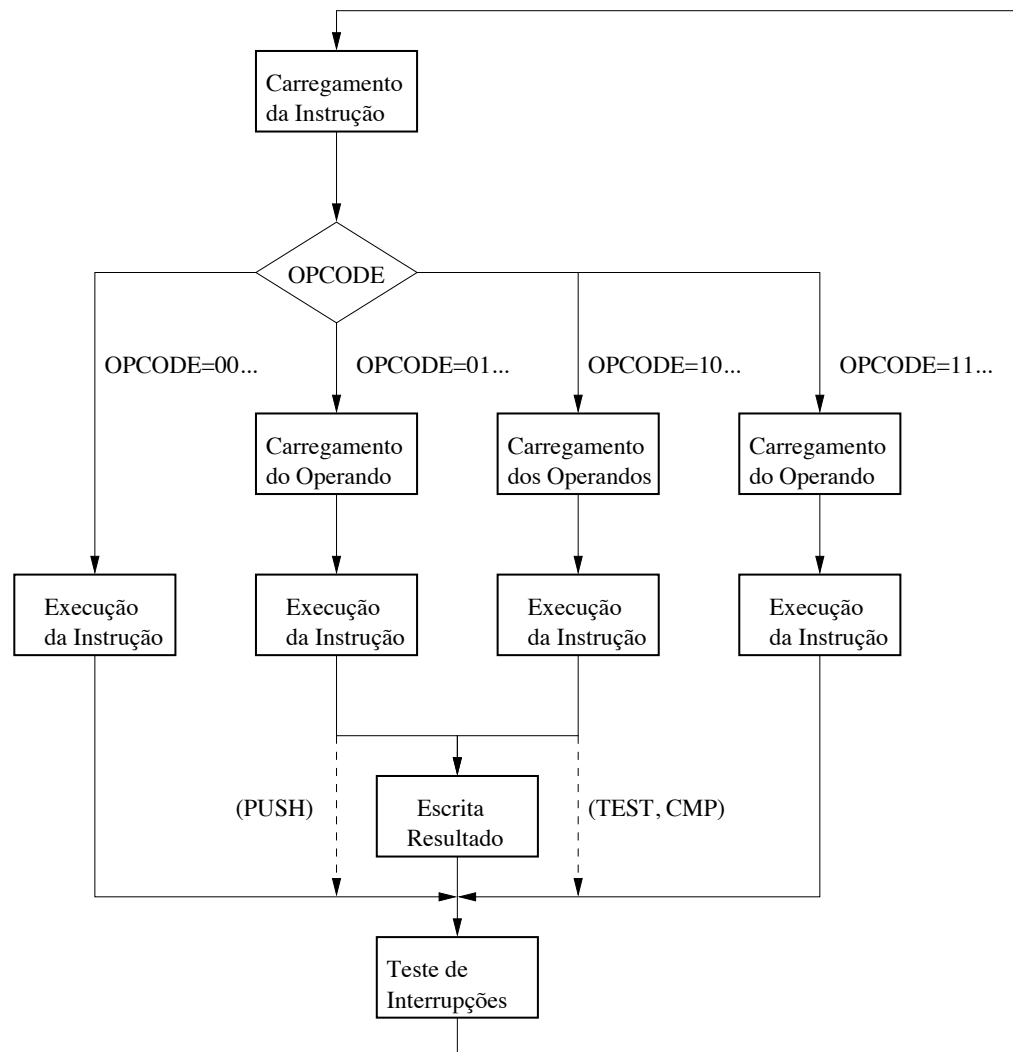 Carregamento
da Instrução
OPCODE
OPCODE=00...
OPCODE=01...
OPCODE=10...
OPCODE=11...
Carregamento
do Operando
Carregamento
dos Operandos
Carregamento
do Operando
Execução
da Instrução
Execução
da Instrução
Execução
da Instrução
Execução
da Instrução
(PUSH)
Escrita
Resultado
(TEST, CMP)
Teste de
Interrupções